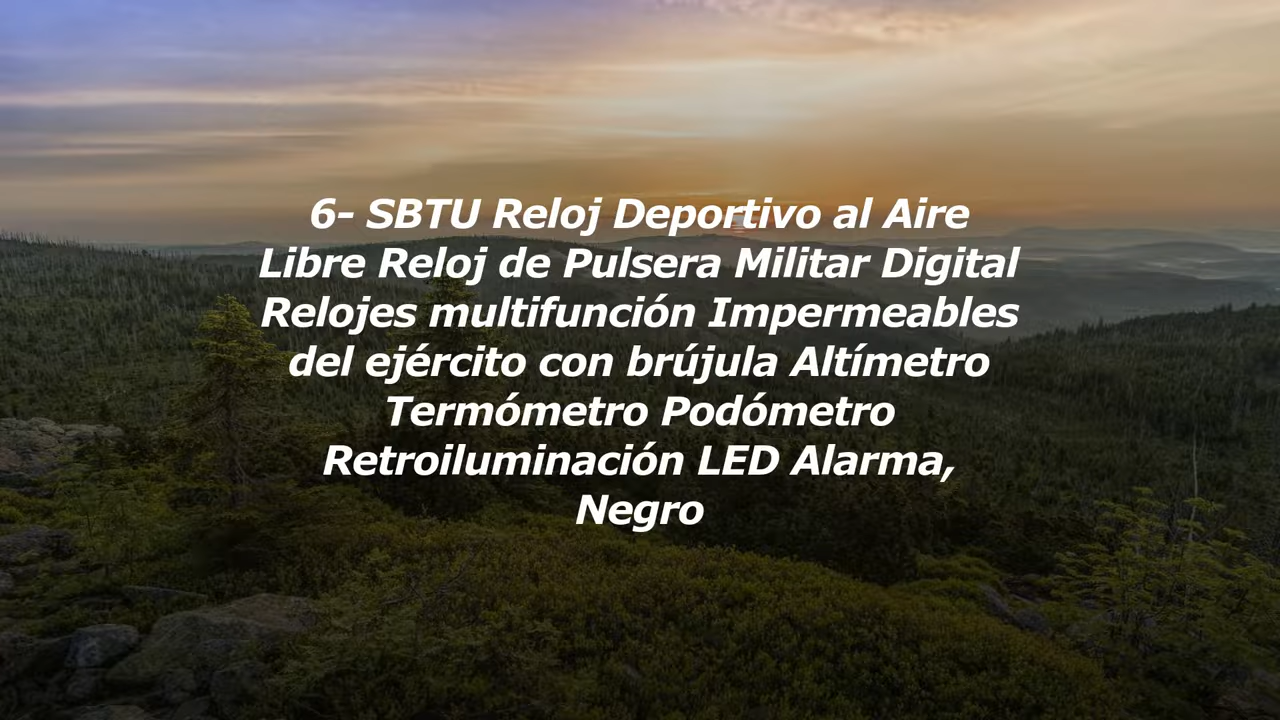 6- SBTU Reloj Deportivo al Aire
Libre Reloj de Pulsera Militar Digital
Relojes multifunción Impermeables
del ejército con brújula Altímetro
Termómetro Podómetro
Retroiluminación LED Alarma,
Negro